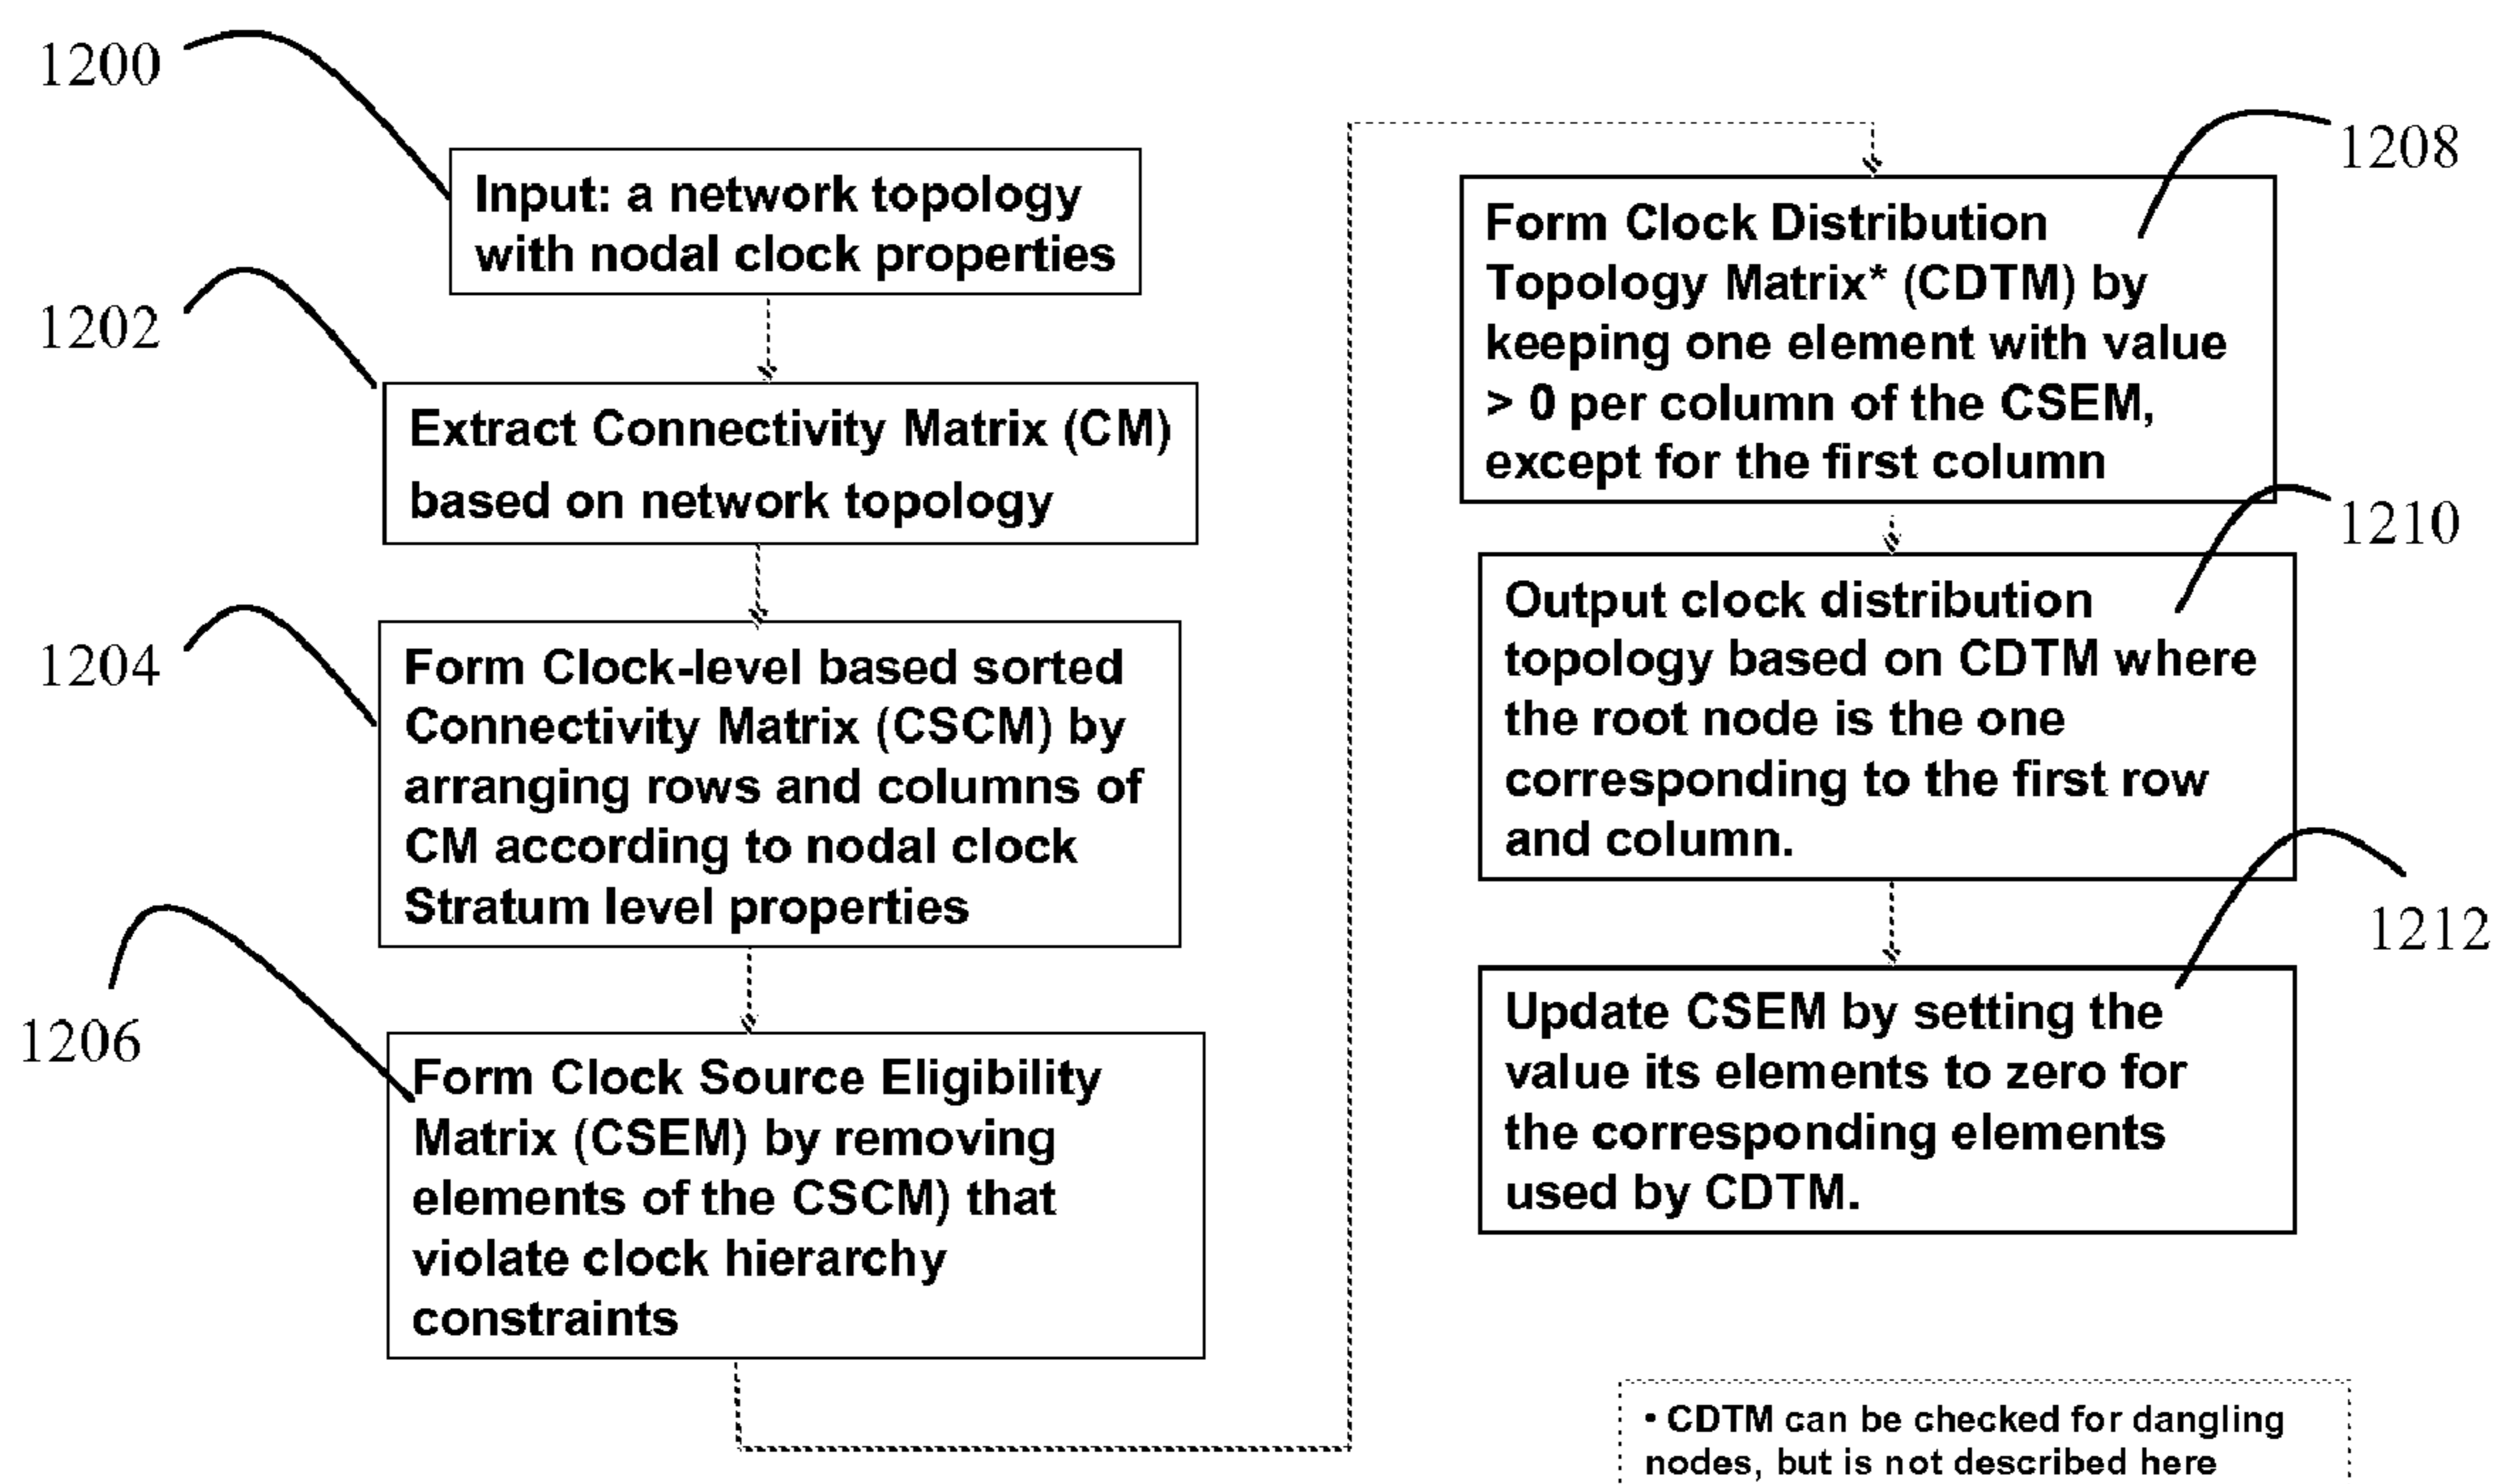 1200
Input: a network topology
with nodal clock properties
1202
Extract Connectivity Matrix (CM)
based on network topology
1204
Form Clock-level based sorted
Connectivity Matrix (CSCM) by
arranging rows and columns of
CM according to nodal clock
Stratum level properties
1206
Form Clock Source Eligibility
Matrix (CSEM) by removing
elements of the CSCM) that
violate clock hierarchy
constraints
1208
Form Clock Distribution
Topology Matrix* (CDTM) by
keeping one element with value
> 0 per column of the CSEM,
except for the first column
1210
Output clock distribution
topology based on CDTM where
the root node is the one
corresponding to the first row
and column.
1212
Update CSEM by setting the
value its elements to zero for
the corresponding elements
used by CDTM.
• CDTM can be checked for dangling
nodes, but is not described here